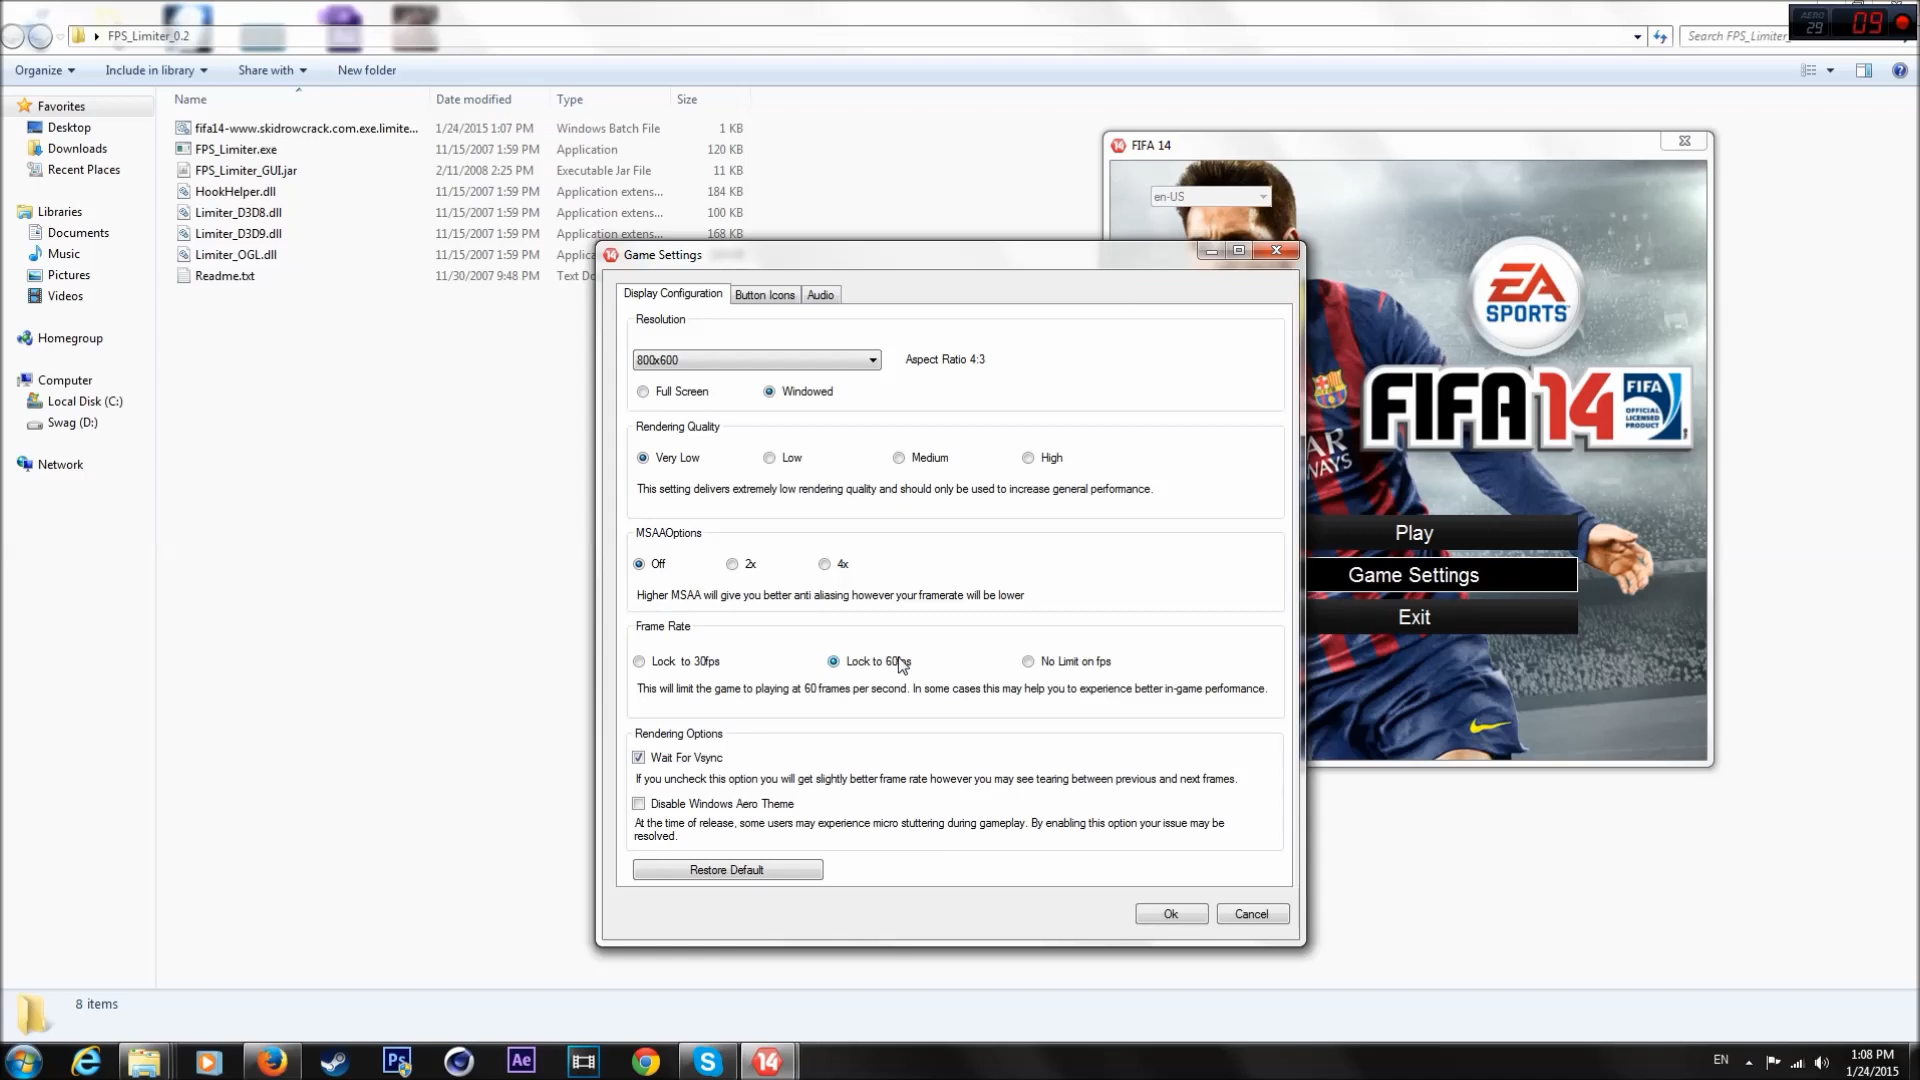 FPS_Limiter_0.2
Search FPS_Limiter_
AERO
29
09
Organize
Include in library
Share with
New folder
Name
Date modified
Type
Size
Favorites
Desktop
Downloads
Recent Places
Libraries
Documents
Music
Pictures
Videos
Homegroup
Computer
Local Disk (C:)
Swag (D:)
Network
fifa14-www.skidrowcrack.com.exe.limite... 1/24/2015 1:07 PM Windows Batch File 1 KB
FPS_Limiter.exe 11/15/2007 1:59 PM Application 120 KB
FPS_Limiter_GUI.jar 2/11/2008 2:25 PM Executable Jar File 11 KB
HookHelper.dll 11/15/2007 1:59 PM Application extens... 184 KB
Limiter_D3D8.dll 11/15/2007 1:59 PM Application extens... 100 KB
Limiter_D3D9.dll 11/15/2007 1:59 PM Application extens... 168 KB
Limiter_OGL.dll 11/15/2007 1:59 PM
Readme.txt 11/30/2007 9:48 PM Text Do
14 FIFA 14
en-US
EA
SPORTS
FIFA 14
FIFA
OFFICIAL
LICENSED
PRODUCT
Play
Game Settings
Exit
14 Game Settings
Display Configuration
Button Icons
Audio
Resolution
800x600
Aspect Ratio 4:3
Full Screen
Windowed
Rendering Quality
Very Low
Low
Medium
High
This setting delivers extremely low rendering quality and should only be used to increase general performance.
MSAAOptions
Off
2x
4x
Higher MSAA will give you better anti aliasing however your framerate will be lower
Frame Rate
Lock to 30fps
Lock to 60fps
No Limit on fps
This will limit the game to playing at 60 frames per second. In some cases this may help you to experience better in-game performance.
Rendering Options
Wait For Vsync
If you uncheck this option you will get slightly better frame rate however you may see tearing between previous and next frames.
Disable Windows Aero Theme
At the time of release, some users may experience micro stuttering during gameplay. By enabling this option your issue may be
resolved.
Restore Default
Ok
Cancel
8 items
Ps
Ae
14
EN
1:08 PM
1/24/2015